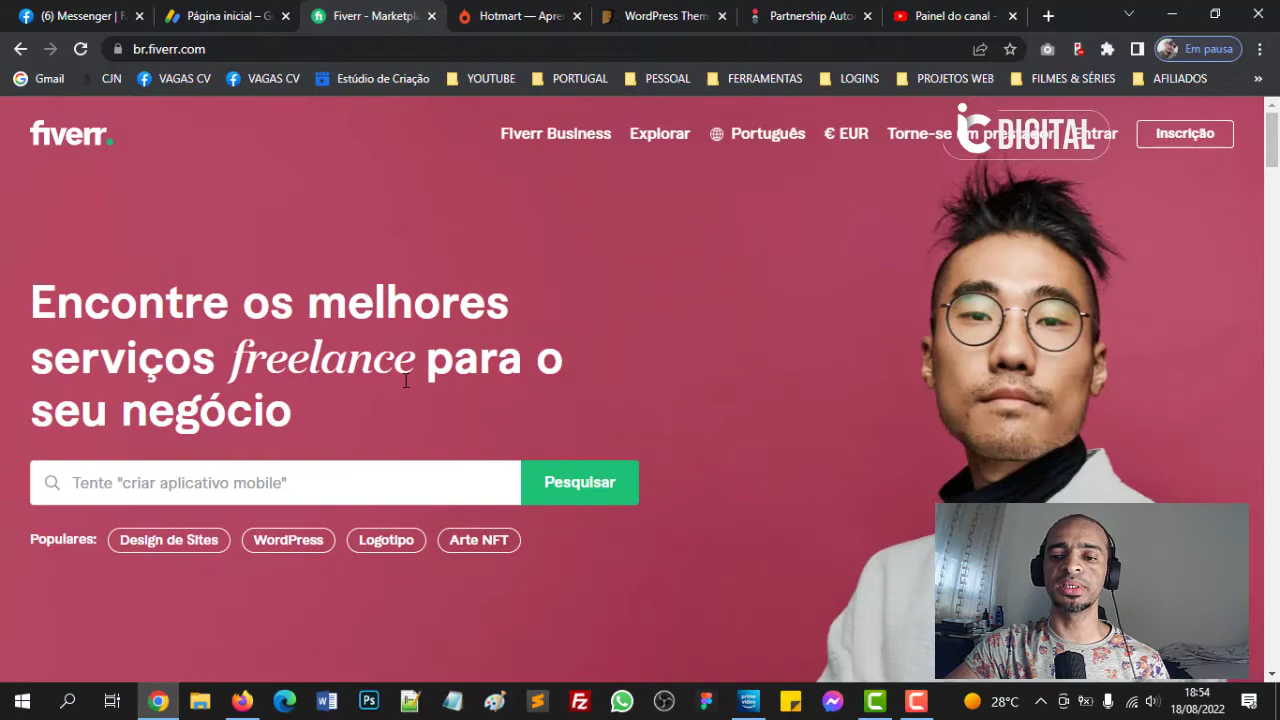 (6) Messenger | F
Página inicial – G
Fiverr - Marketpla
Hotmart — Apre
WordPress Them
Partnership Auto
Painel do canal -
br.fiverr.com
Em pausa
Gmail
CJN
VAGAS CV
VAGAS CV
Estúdio de Criação
YOUTUBE
PORTUGAL
PESSOAL
FERRAMENTAS
LOGINS
PROJETOS WEB
FILMES & SÉRIES
AFILIADOS
fiverr.
Fiverr Business
Explorar
Português
€ EUR
Torne-se um prestador
Entrar
Inscrição
iC DIGITAL
Encontre os melhores
serviços freelance para o
seu negócio
Tente "criar aplicativo mobile"
Pesquisar
Populares:
Design de Sites
WordPress
Logotipo
Arte NFT
28°C
18:54
18/08/2022